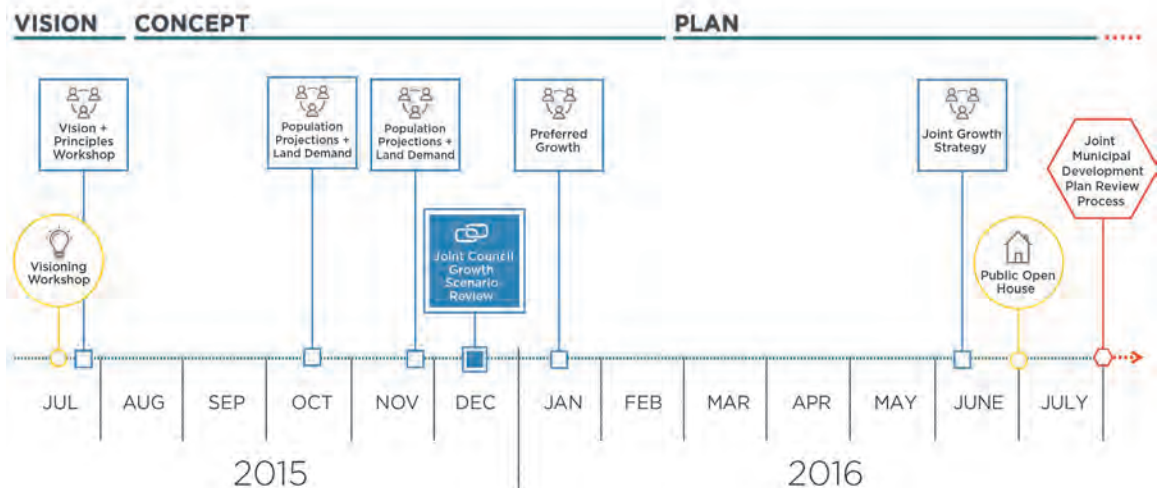 VISION
CONCEPT
PLAN
Vision +
Principles
Workshop
Population
Projections +
Land Demand
Population
Projections +
Land Demand
Preferred
Growth
Joint Growth
Strategy
Joint
Municipal
Development
Plan Review
Process
Visioning
Workshop
Joint Council
Growth
Scenario
Review
Public Open
House
JUL
AUG
SEP
OCT
NOV
DEC
JAN
FEB
MAR
APR
MAY
JUNE
JULY
2015
2016